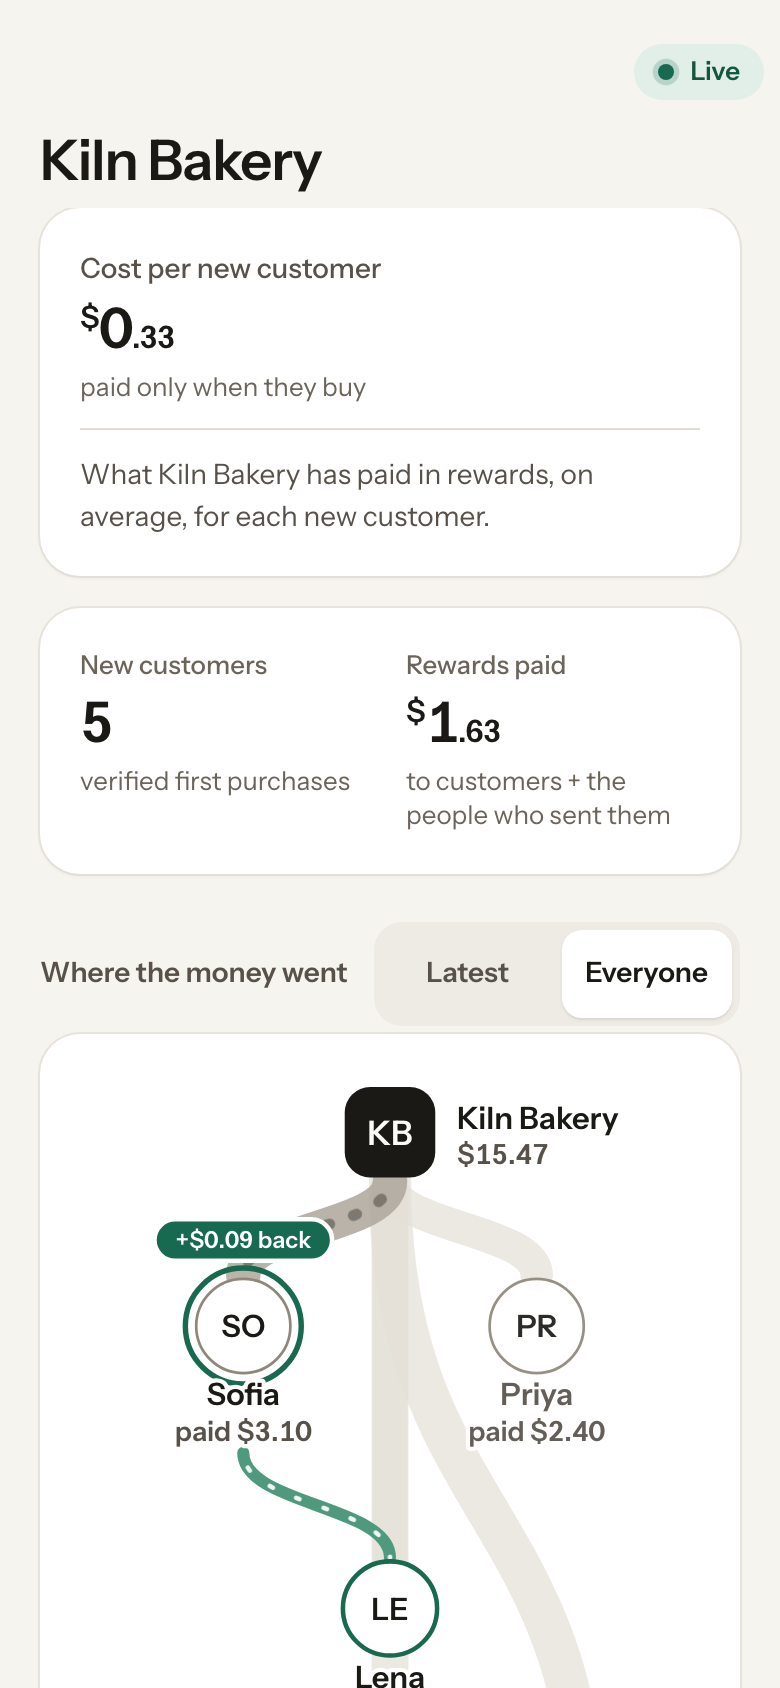 Live
Kiln Bakery
Cost per new customer
$0.33
paid only when they buy
What Kiln Bakery has paid in rewards, on
average, for each new customer.
New customers
5
verified first purchases
Rewards paid
$1.63
to customers + the
people who sent them
Where the money went
Latest
Everyone
KB
Kiln Bakery
$15.47
+$0.09 back
SO
Sofia
paid $3.10
PR
Priya
paid $2.40
LE
Lena